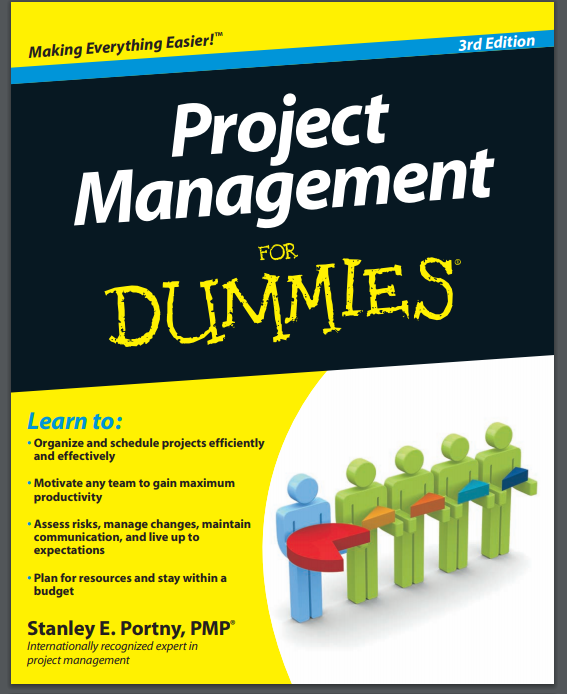 Making Everything Easier!™
3rd Edition
Project
Management
FOR
DUMMIES®
Learn to:
• Organize and schedule projects efficiently
and effectively
• Motivate any team to gain maximum
productivity
• Assess risks, manage changes, maintain
communication, and live up to
expectations
• Plan for resources and stay within a
budget
Stanley E. Portny, PMP®
Internationally recognized expert in
project management